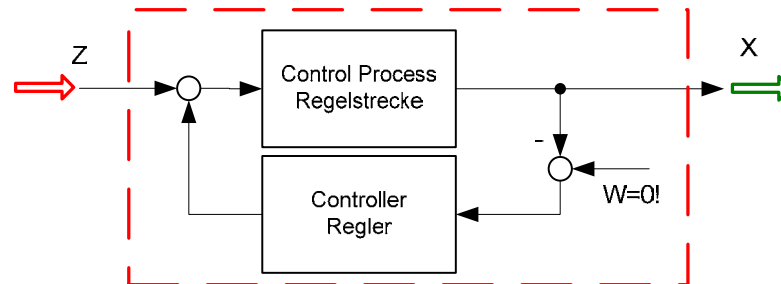 Z
Control Process
Regelstrecke
X
-
W=0!
Controller
Regler